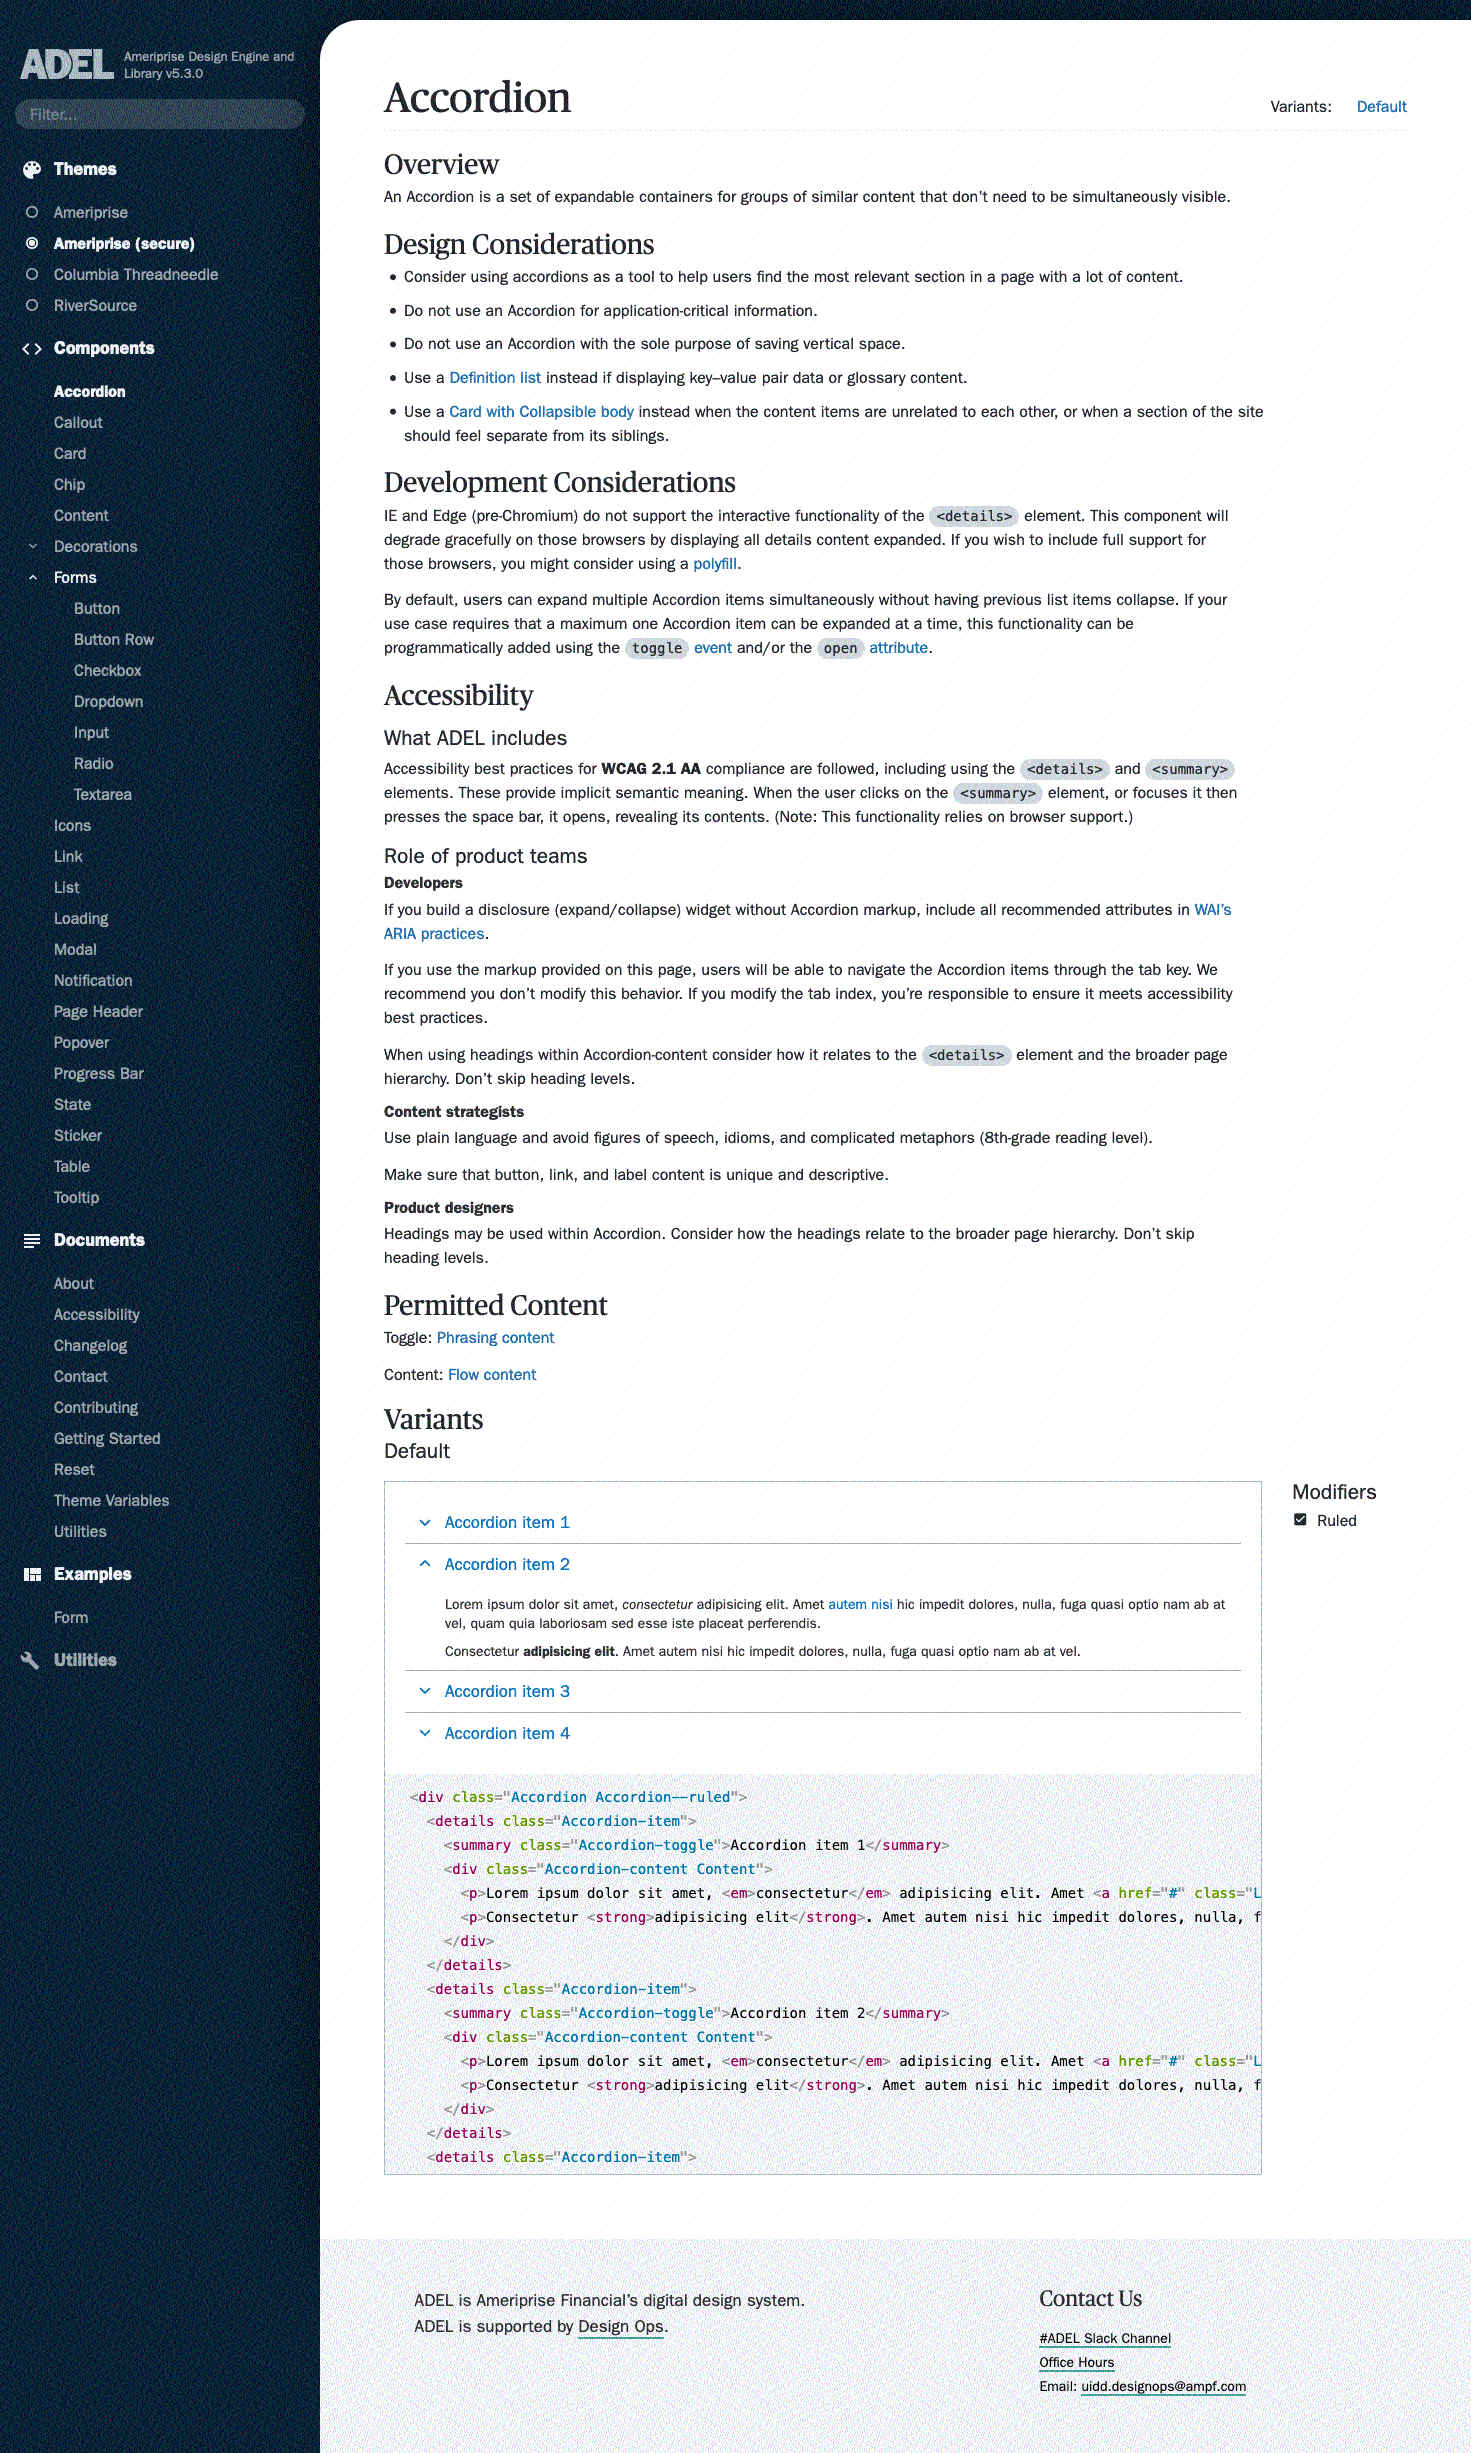 ADEL
Ameriprise Design Engine and
Library v5.3.0
Filter...
Themes
Ameriprise
Ameriprise (secure)
Columbia Threadneedle
RiverSource
Components
Accordion
Callout
Card
Chip
Content
Decorations
Forms
Button
Button Row
Checkbox
Dropdown
Input
Radio
Textarea
Icons
Link
List
Loading
Modal
Notification
Page Header
Popover
Progress Bar
State
Sticker
Table
Tooltip
Documents
About
Accessibility
Changelog
Contact
Contributing
Getting Started
Reset
Theme Variables
Utilities
Examples
Form
Utilities
Accordion
Variants: Default
Overview
An Accordion is a set of expandable containers for groups of similar content that don’t need to be simultaneously visible.
Design Considerations
• Consider using accordions as a tool to help users find the most relevant section in a page with a lot of content.
• Do not use an Accordion for application-critical information.
• Do not use an Accordion with the sole purpose of saving vertical space.
• Use a Definition list instead if displaying key–value pair data or glossary content.
• Use a Card with Collapsible body instead when the content items are unrelated to each other, or when a section of the site
should feel separate from its siblings.
Development Considerations
IE and Edge (pre-Chromium) do not support the interactive functionality of the <details> element. This component will
degrade gracefully on those browsers by displaying all details content expanded. If you wish to include full support for
those browsers, you might consider using a polyfill.
By default, users can expand multiple Accordion items simultaneously without having previous list items collapse. If your
use case requires that a maximum one Accordion item can be expanded at a time, this functionality can be
programmatically added using the toggle event and/or the open attribute.
Accessibility
What ADEL includes
Accessibility best practices for WCAG 2.1 AA compliance are followed, including using the <details> and <summary>
elements. These provide implicit semantic meaning. When the user clicks on the <summary> element, or focuses it then
presses the space bar, it opens, revealing its contents. (Note: This functionality relies on browser support.)
Role of product teams
Developers
If you build a disclosure (expand/collapse) widget without Accordion markup, include all recommended attributes in WAI’s
ARIA practices.
If you use the markup provided on this page, users will be able to navigate the Accordion items through the tab key. We
recommend you don’t modify this behavior. If you modify the tab index, you’re responsible to ensure it meets accessibility
best practices.
When using headings within Accordion-content consider how it relates to the <details> element and the broader page
hierarchy. Don’t skip heading levels.
Content strategists
Use plain language and avoid figures of speech, idioms, and complicated metaphors (8th-grade reading level).
Make sure that button, link, and label content is unique and descriptive.
Product designers
Headings may be used within Accordion. Consider how the headings relate to the broader page hierarchy. Don’t skip
heading levels.
Permitted Content
Toggle: Phrasing content
Content: Flow content
Variants
Default
Accordion item 1
Accordion item 2
Lorem ipsum dolor sit amet, consectetur adipisicing elit. Amet autem nisi hic impedit dolores, nulla, fuga quasi optio nam ab at
vel, quam quia laboriosam sed esse iste placeat perferendis.
Consectetur adipisicing elit. Amet autem nisi hic impedit dolores, nulla, fuga quasi optio nam ab at vel.
Accordion item 3
Accordion item 4
Modifiers
Ruled
<div class="Accordion Accordion--ruled">
<details class="Accordion-item">
<summary class="Accordion-toggle">Accordion item 1</summary>
<div class="Accordion-content Content">
<p>Lorem ipsum dolor sit amet, <em>consectetur</em> adipisicing elit. Amet <a href="#" class="L
<p>Consectetur <strong>adipisicing elit</strong>. Amet autem nisi hic impedit dolores, nulla, f
</div>
</details>
<details class="Accordion-item">
<summary class="Accordion-toggle">Accordion item 2</summary>
<div class="Accordion-content Content">
<p>Lorem ipsum dolor sit amet, <em>consectetur</em> adipisicing elit. Amet <a href="#" class="L
<p>Consectetur <strong>adipisicing elit</strong>. Amet autem nisi hic impedit dolores, nulla, f
</div>
</details>
<details class="Accordion-item">
ADEL is Ameriprise Financial’s digital design system.
ADEL is supported by Design Ops.
Contact Us
#ADEL Slack Channel
Office Hours
Email: uidd.designops@ampf.com